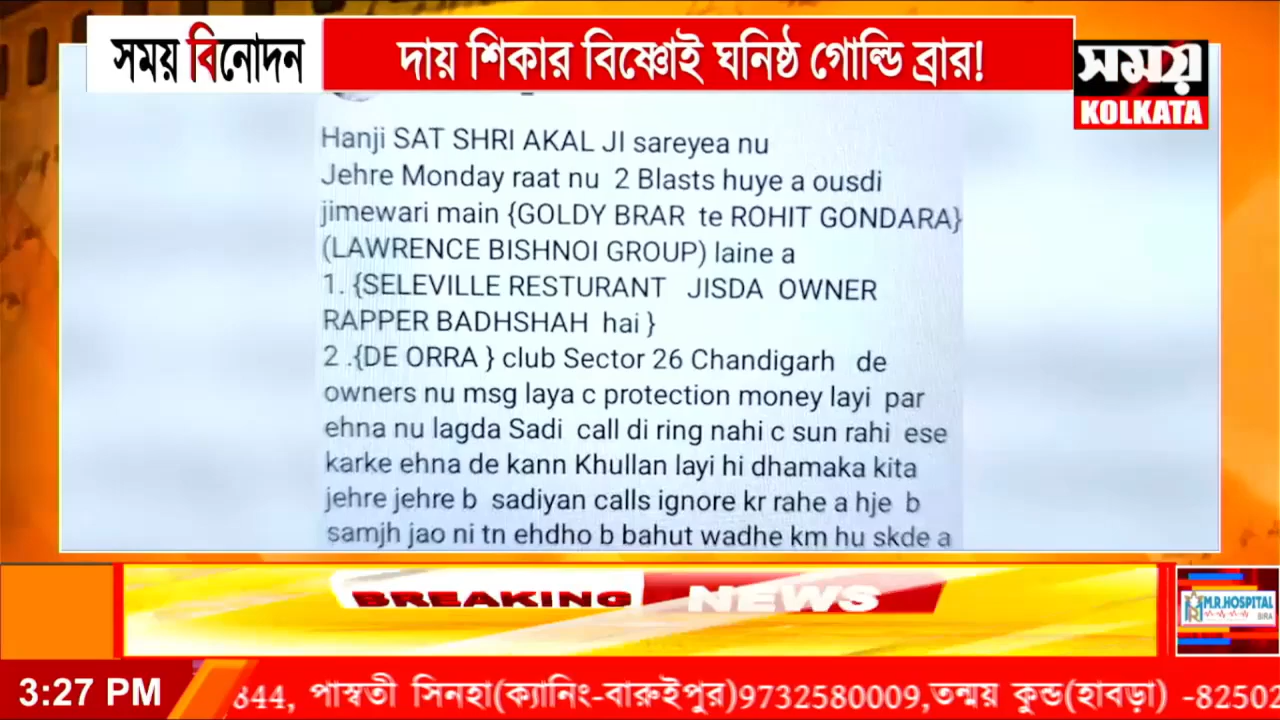 সময় বিনোদন
দায় শিকার বিষ্ণোই ঘনিষ্ঠ গোল্ডি ব্রার!
সময়
KOLKATA
Hanji SAT SHRI AKAL JI sareyea nu
Jehre Monday raat nu 2 Blasts huye a ousdi
jimewari main {GOLDY BRAR te ROHIT GONDARA}
(LAWRENCE BISHNOI GROUP) laine a
1. {SELEVILLE RESTURANT JISDA OWNER
RAPPER BADHSHAH hai }
2 .{DE ORRA } club Sector 26 Chandigarh de
owners nu msg laya c protection money layi par
ehna nu lagda Sadi call di ring nahi c sun rahi ese
karke ehna de kann Khullan layi hi dhamaka kita
jehre jehre b sadiyan calls ignore kr rahe a hje b
samjh jao ni tn ehdho b bahut wadhe km hu skde a
BREAKING NEWS
M.R.HOSPITAL
BIRA
3:27 PM
344, পাস্বতী সিনহা(ক্যানিং-বারুইপুর)9732580009,তন্ময় কুন্ড(হাবড়া) -82502